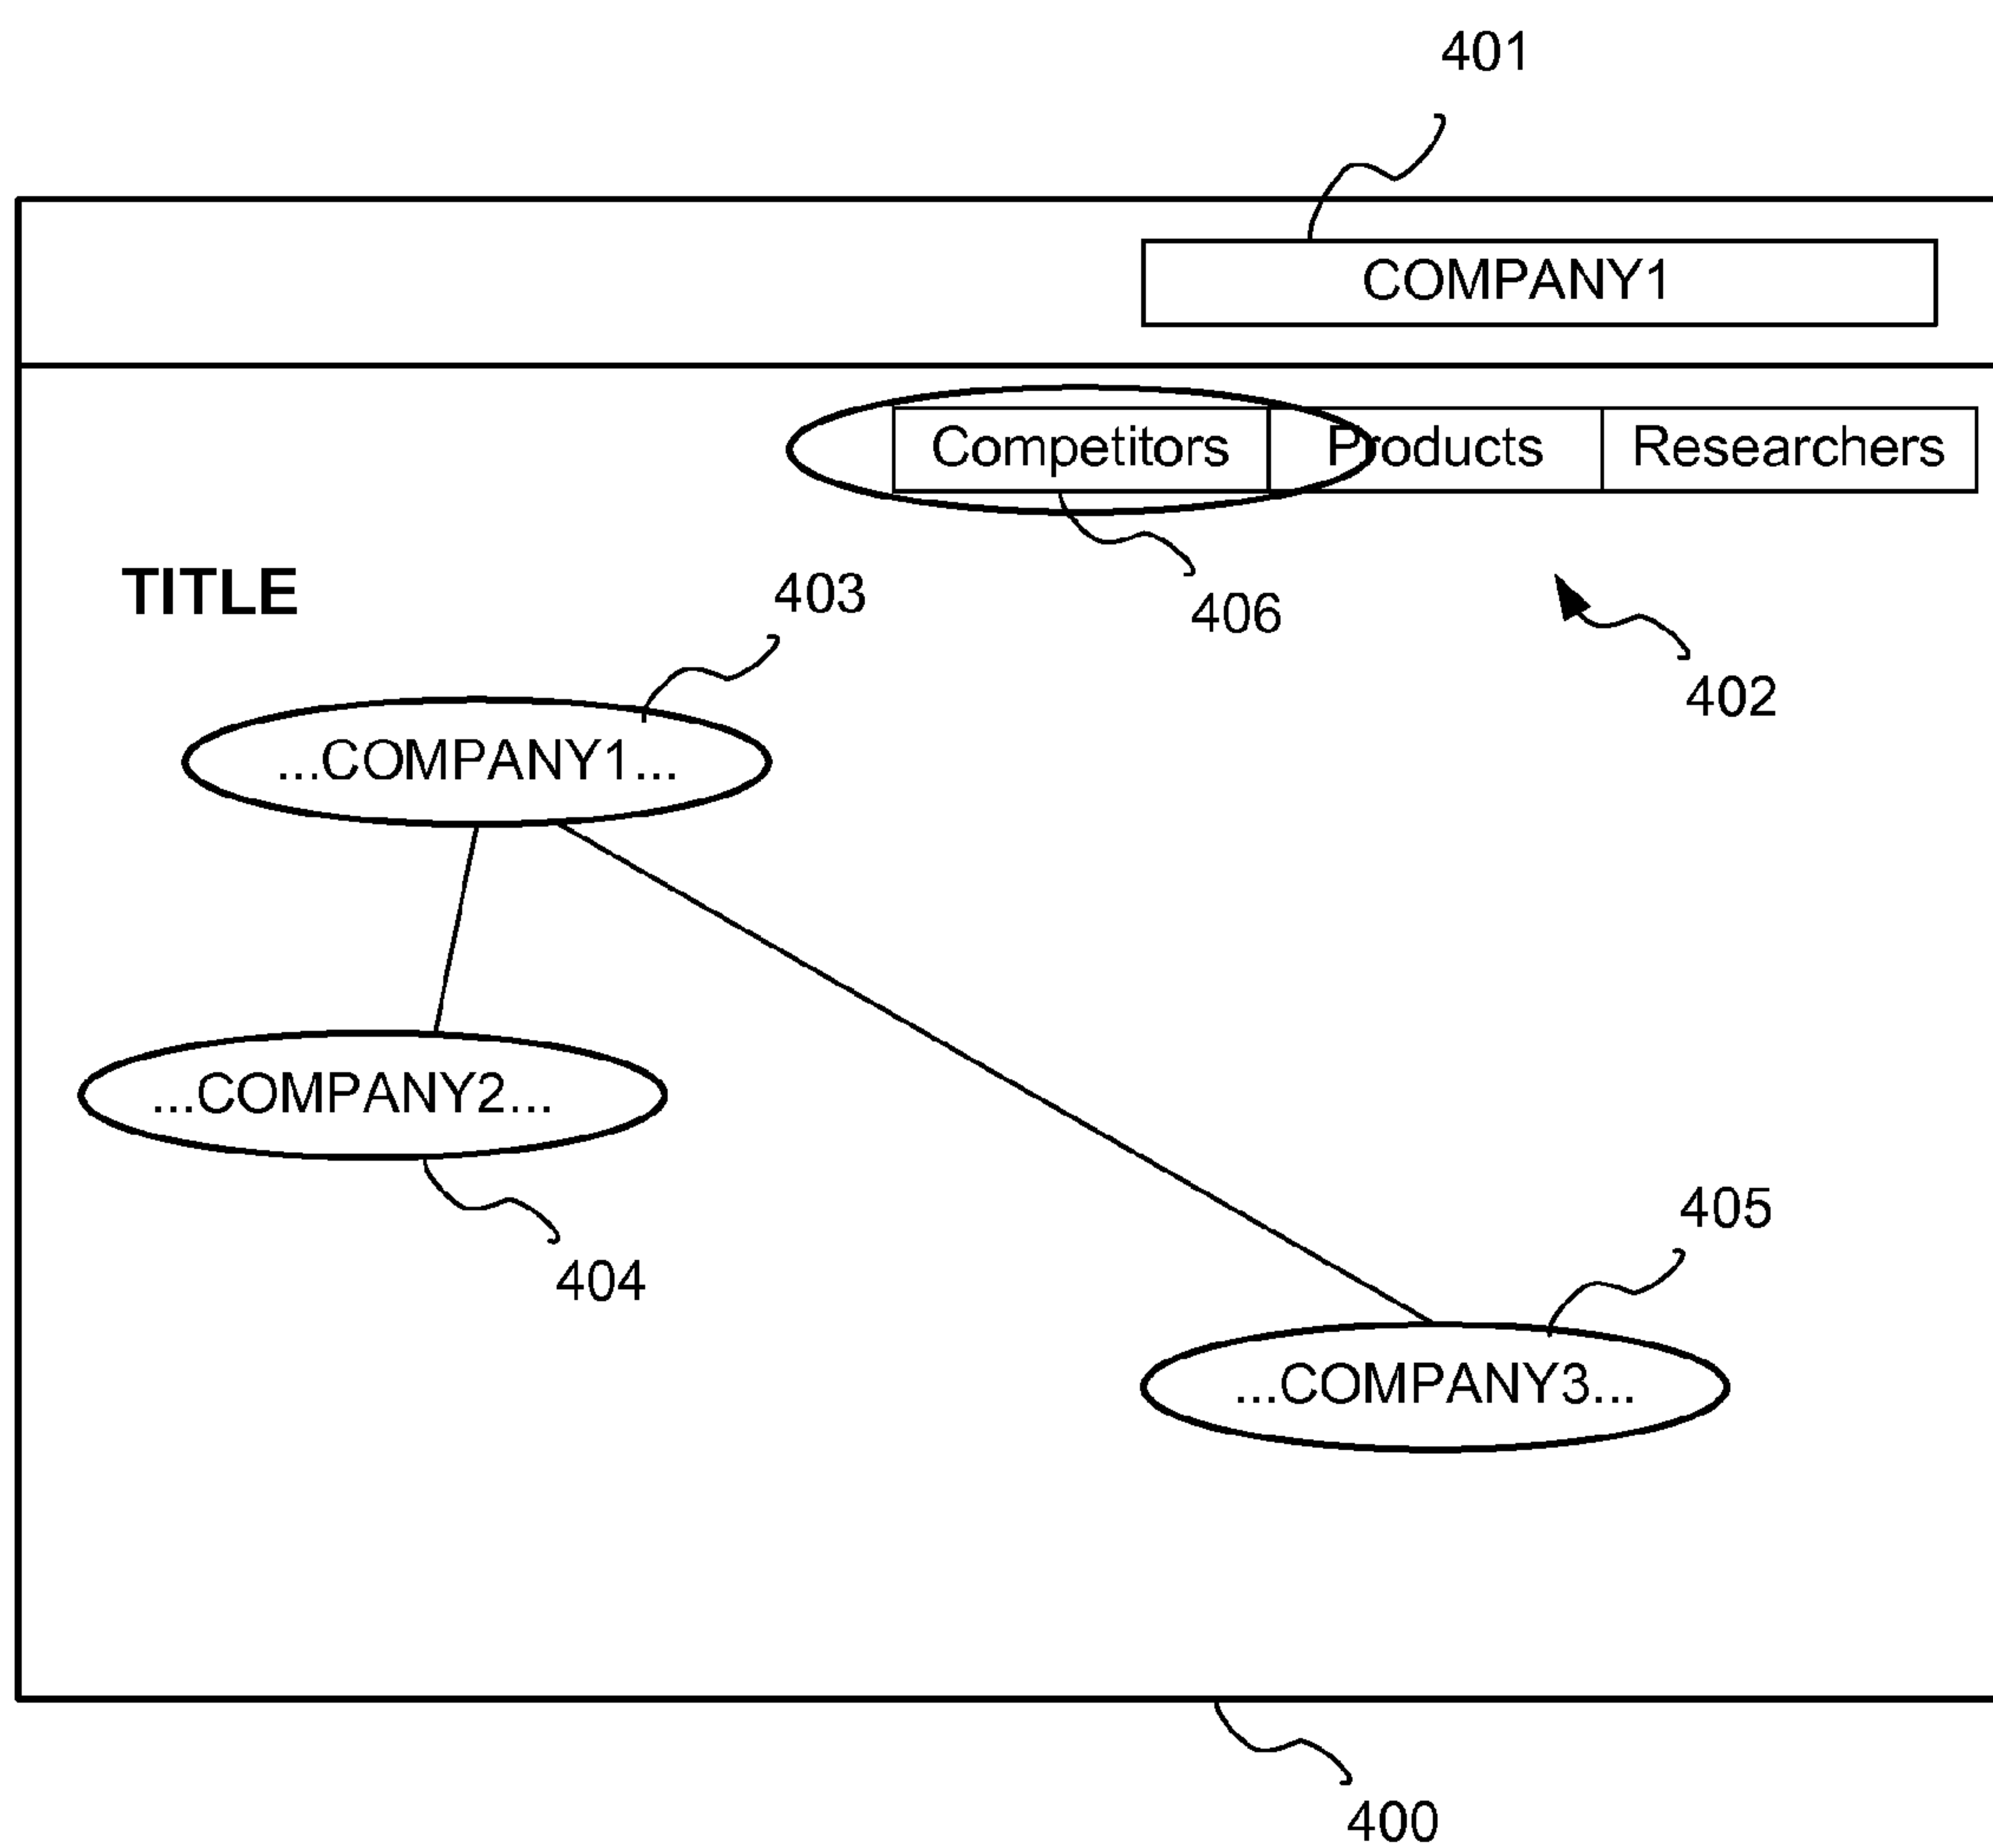 401
COMPANY1
Competitors Products Researchers
TITLE
403
406
402
...COMPANY1...
...COMPANY2...
405
404
...COMPANY3...
400